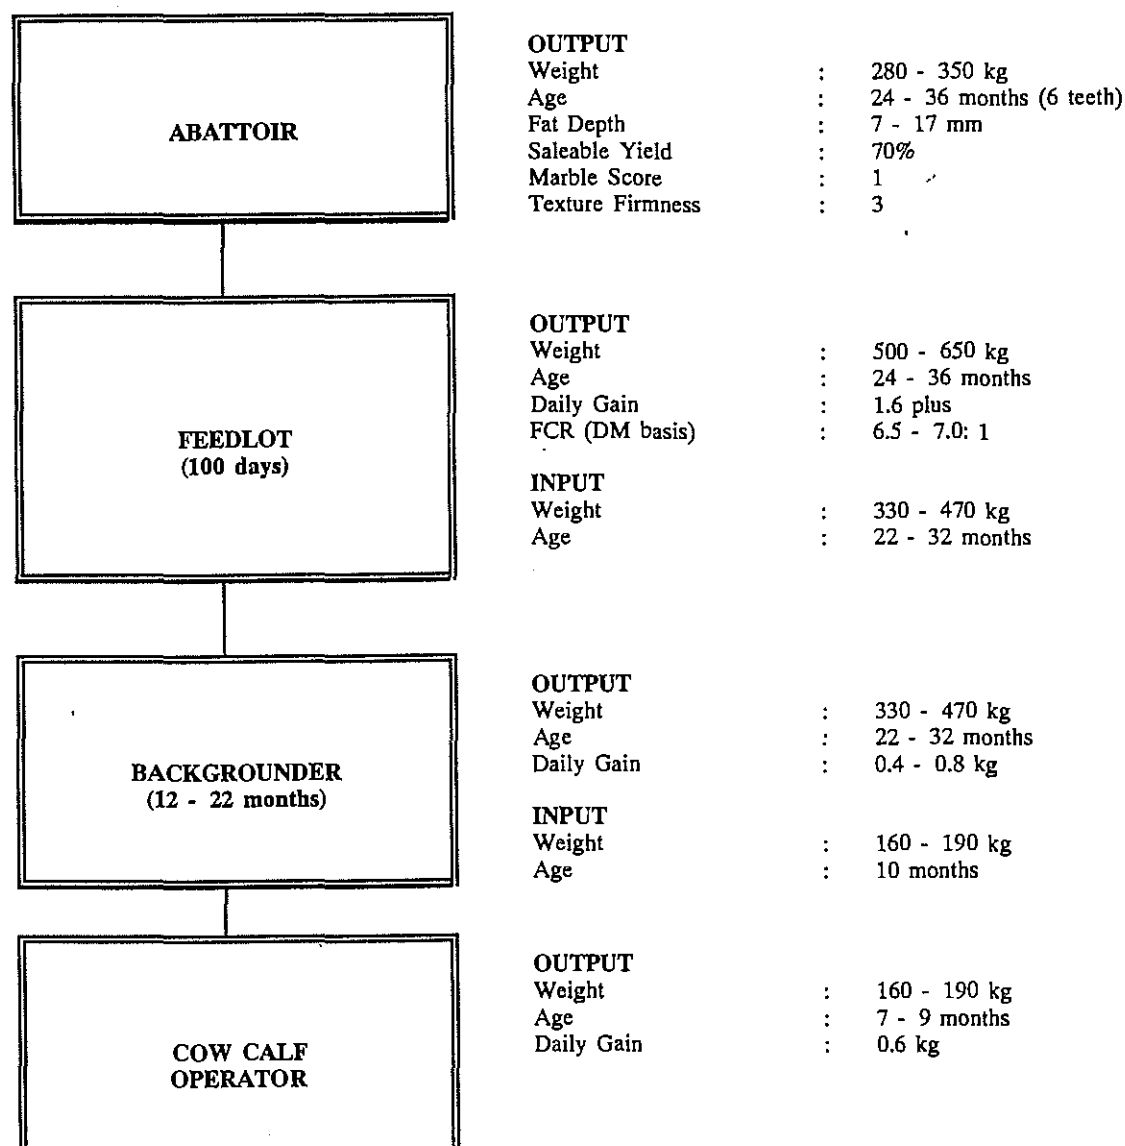 ABATTOIR
OUTPUT
Weight : 280 - 350 kg
Age : 24 - 36 months (6 teeth)
Fat Depth : 7 - 17 mm
Saleable Yield : 70%
Marble Score : 1
Texture Firmness : 3
FEEDLOT
(100 days)
OUTPUT
Weight : 500 - 650 kg
Age : 24 - 36 months
Daily Gain : 1.6 plus
FCR (DM basis) : 6.5 - 7.0: 1
INPUT
Weight : 330 - 470 kg
Age : 22 - 32 months
BACKGROUNDER
(12 - 22 months)
OUTPUT
Weight : 330 - 470 kg
Age : 22 - 32 months
Daily Gain : 0.4 - 0.8 kg
INPUT
Weight : 160 - 190 kg
Age : 10 months
COW CALF
OPERATOR
OUTPUT
Weight : 160 - 190 kg
Age : 7 - 9 months
Daily Gain : 0.6 kg